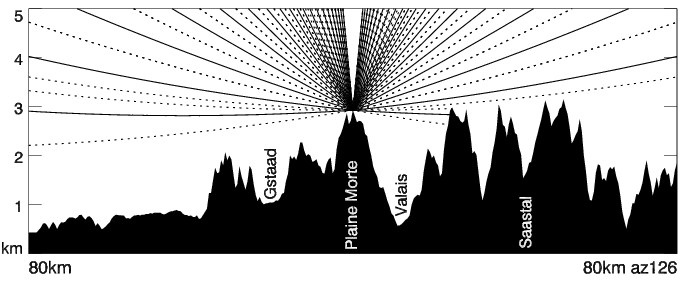 5
4
3
2
1
km
Gstaad
Plaine Morte
Valais
Saastal
80km
80km az126